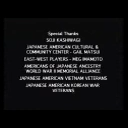 Special Thanks
SOJI KASHIWAGI
JAPANESE AMERICAN CULTURAL &
COMMUNITY CENTER - GAIL MATSUI
EAST-WEST PLAYERS - MEG IMAMOTO
AMERICANS OF JAPANESE ANCESTRY
WORLD WAR II MEMORIAL ALLIANCE
JAPANESE AMERICAN VIETNAM VETERANS
JAPANESE AMERICAN KOREAN WAR
VETERANS